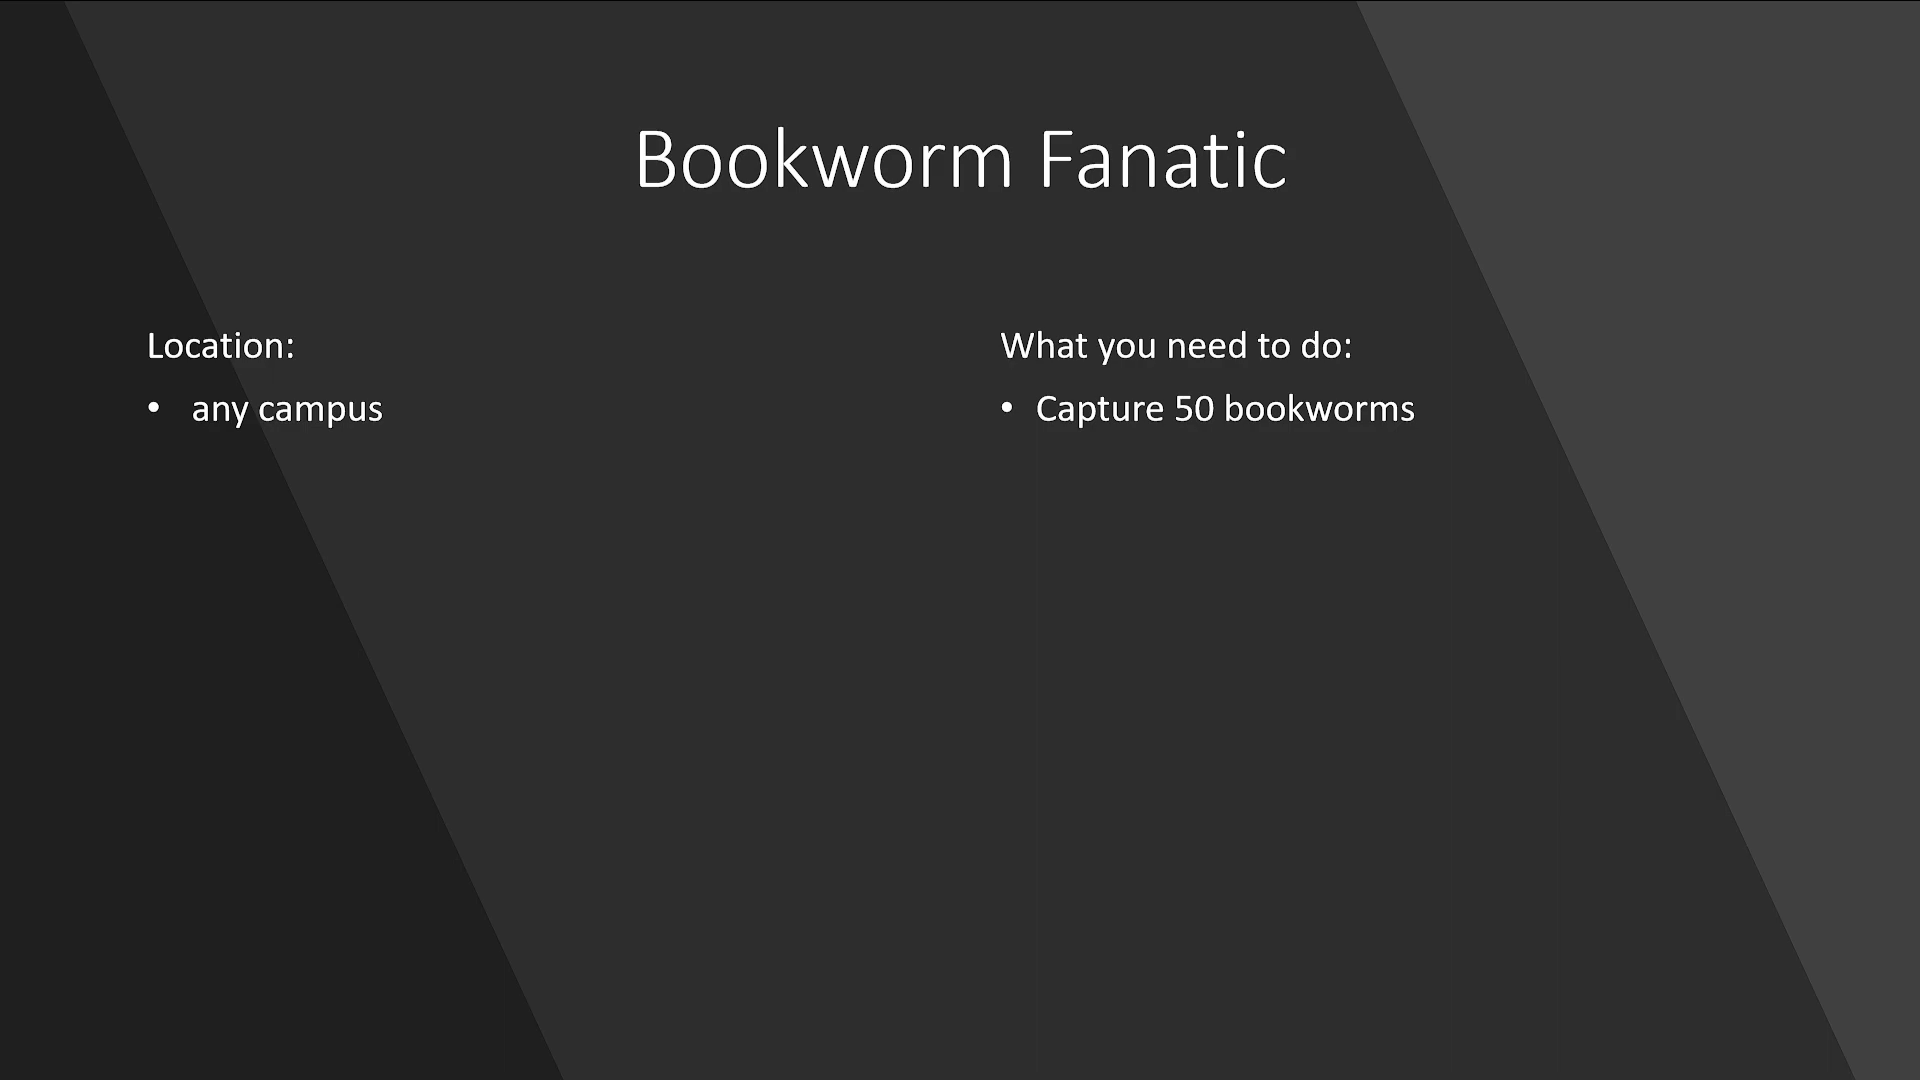 Bookworm Fanatic
Location:
• any campus
What you need to do:
• Capture 50 bookworms